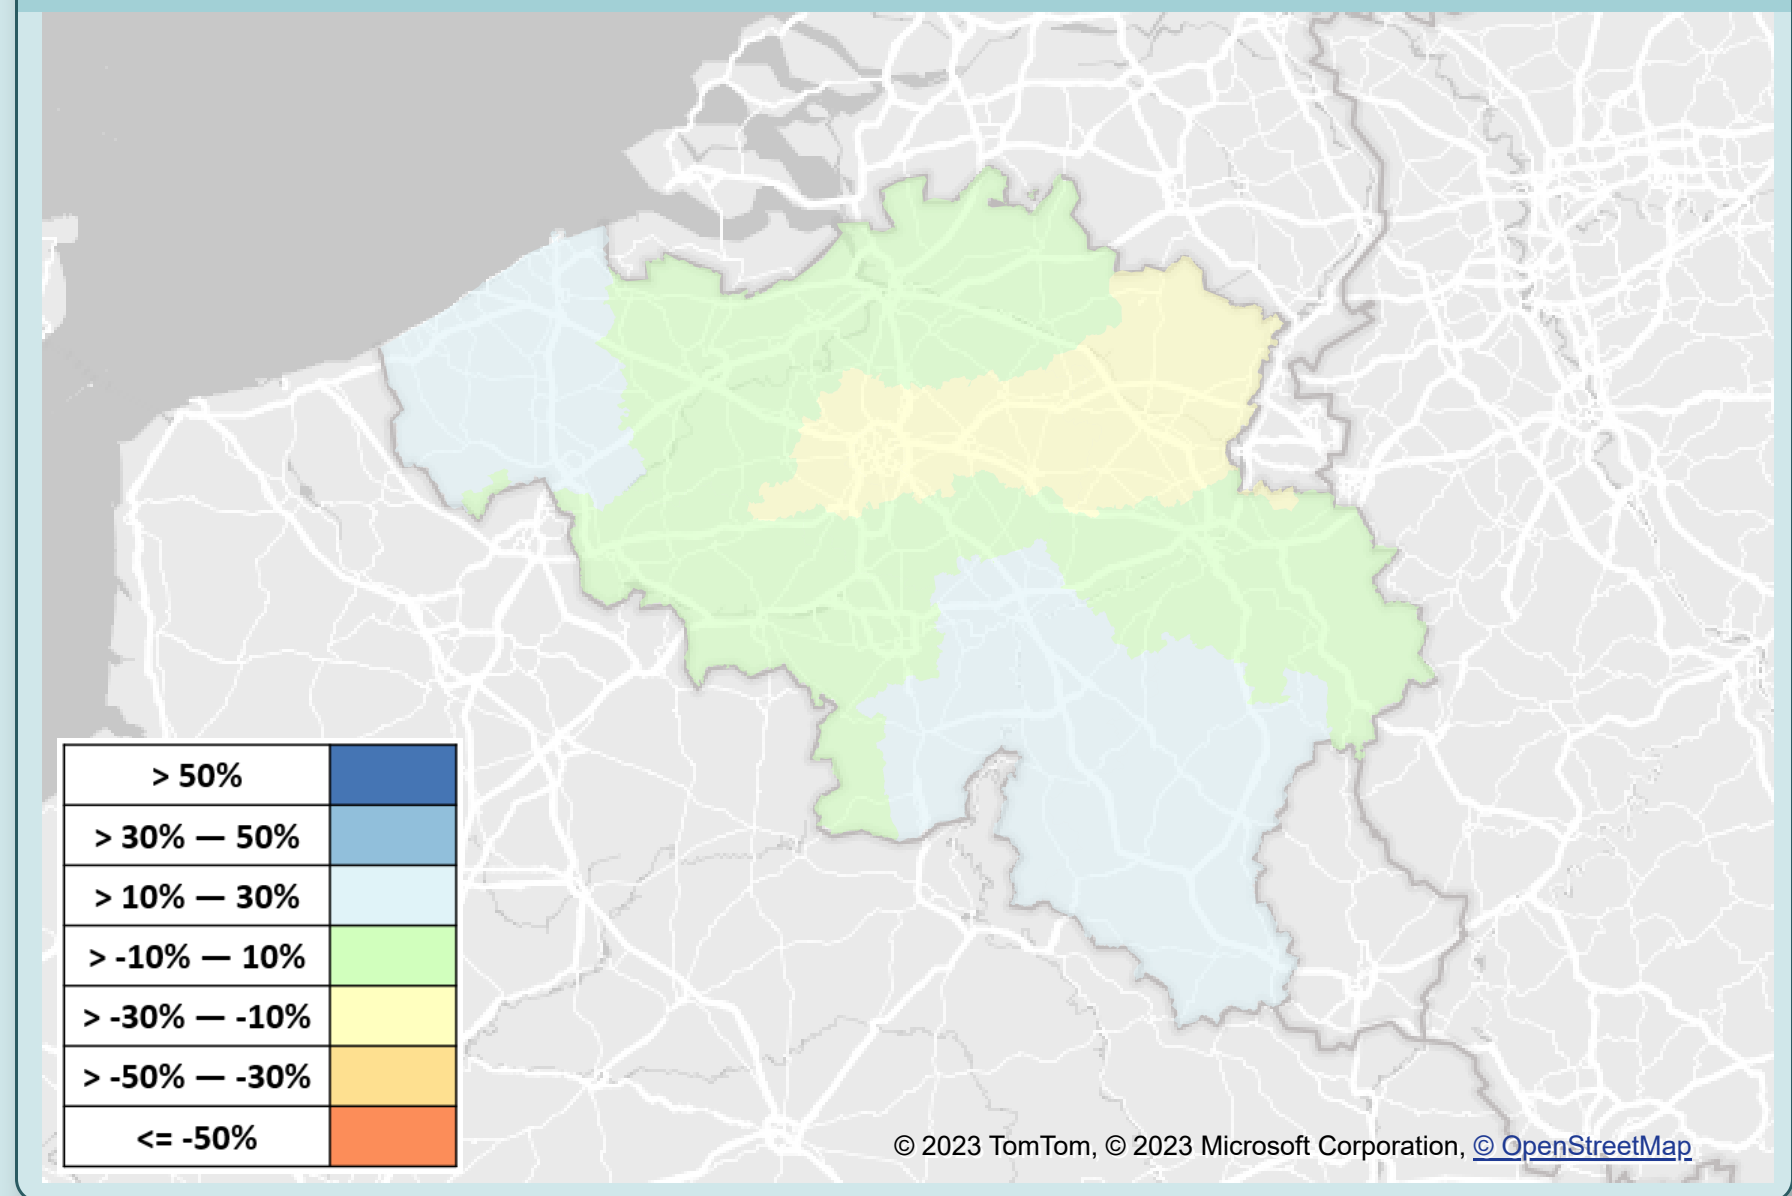 > 50%
> 30% — 50%
> 10% — 30%
> -10% — 10%
> -30% — -10%
> -50% — -30%
<= -50%
© 2023 TomTom, © 2023 Microsoft Corporation, © OpenStreetMap